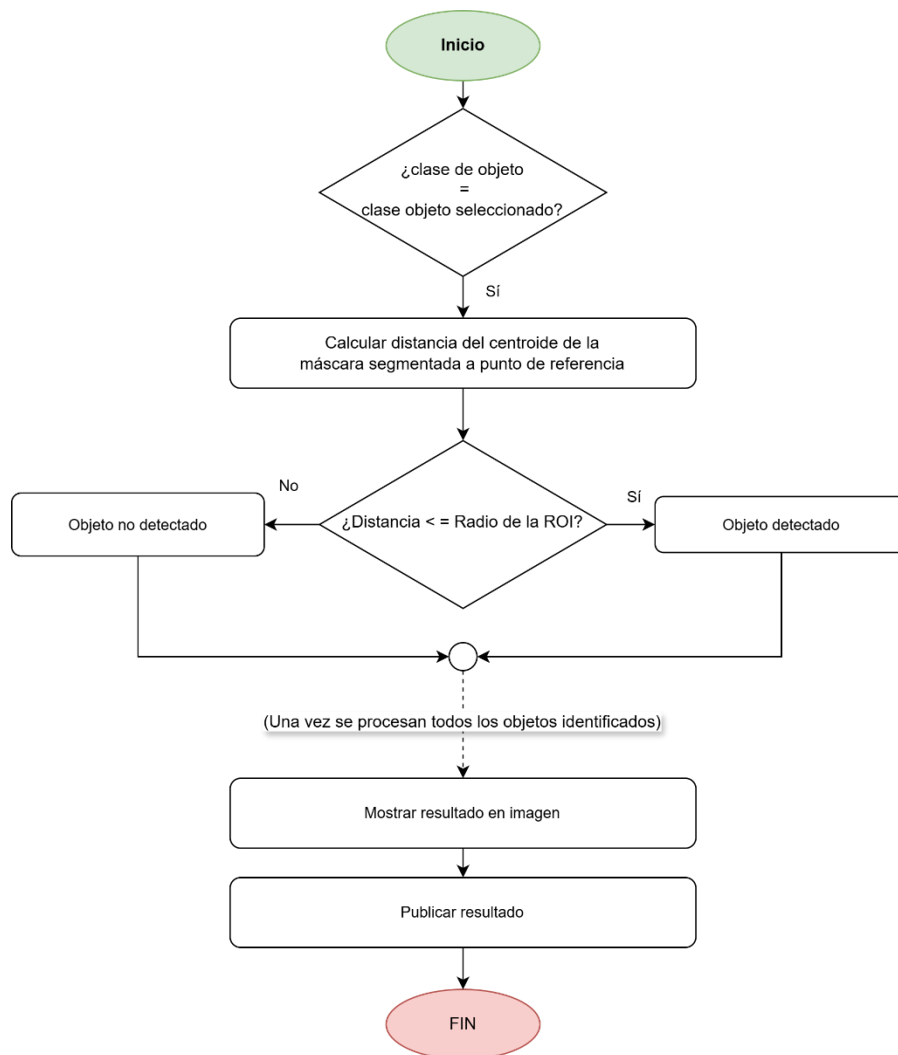 Inicio
¿clase de objeto
=
clase objeto seleccionado?
Sí
Calcular distancia del centroide de la
máscara segmentada a punto de referencia
No
Sí
Objeto no detectado
¿Distancia < = Radio de la ROI?
Objeto detectado
(Una vez se procesan todos los objetos identificados)
Mostrar resultado en imagen
Publicar resultado
FIN